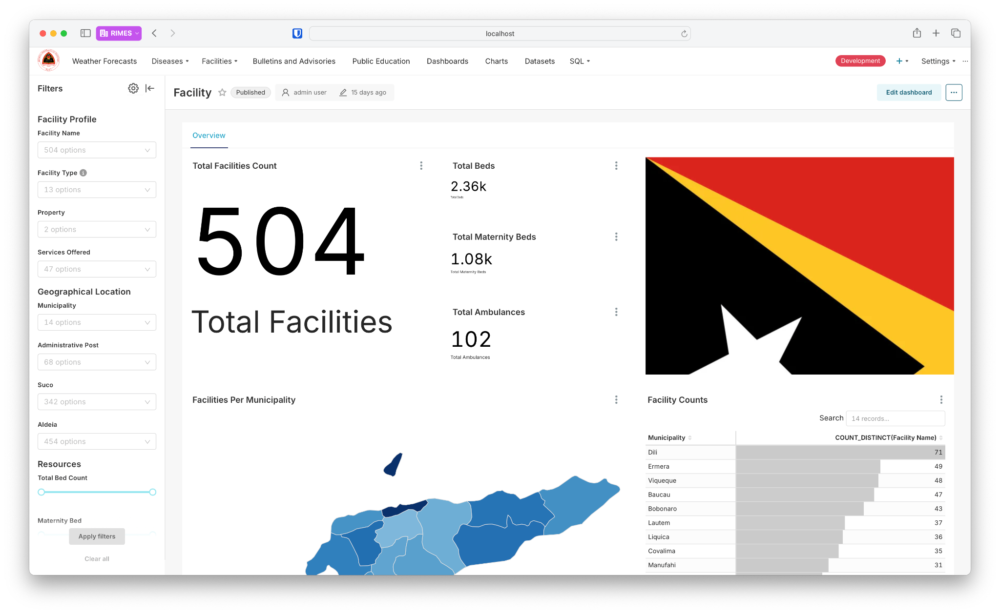 RIMES
localhost
Weather Forecasts
Diseases
Facilities
Bulletins and Advisories
Public Education
Dashboards
Charts
Datasets
SQL
Development
Settings
Filters
Facility Profile
Facility Name
504 options
Facility Type
13 options
Property
2 options
Services Offered
47 options
Geographical Location
Municipality
14 options
Administrative Post
68 options
Suco
342 options
Aldeia
454 options
Resources
Total Bed Count
Maternity Bed
Apply filters
Clear all
Facility
Published
admin user
15 days ago
Edit dashboard
Overview
Total Facilities Count
504
Total Facilities
Total Beds
2.36k
Total Beds
Total Maternity Beds
1.08k
Total Maternity Beds
Total Ambulances
102
Total Ambulances
Facilities Per Municipality
Facility Counts
Search 14 records...
Municipality COUNT_DISTINCT(Facility Name)
Dili 71
Ermera 49
Viqueque 48
Baucau 47
Bobonaro 43
Lautem 37
Liquica 36
Covalima 35
Manufahi 31